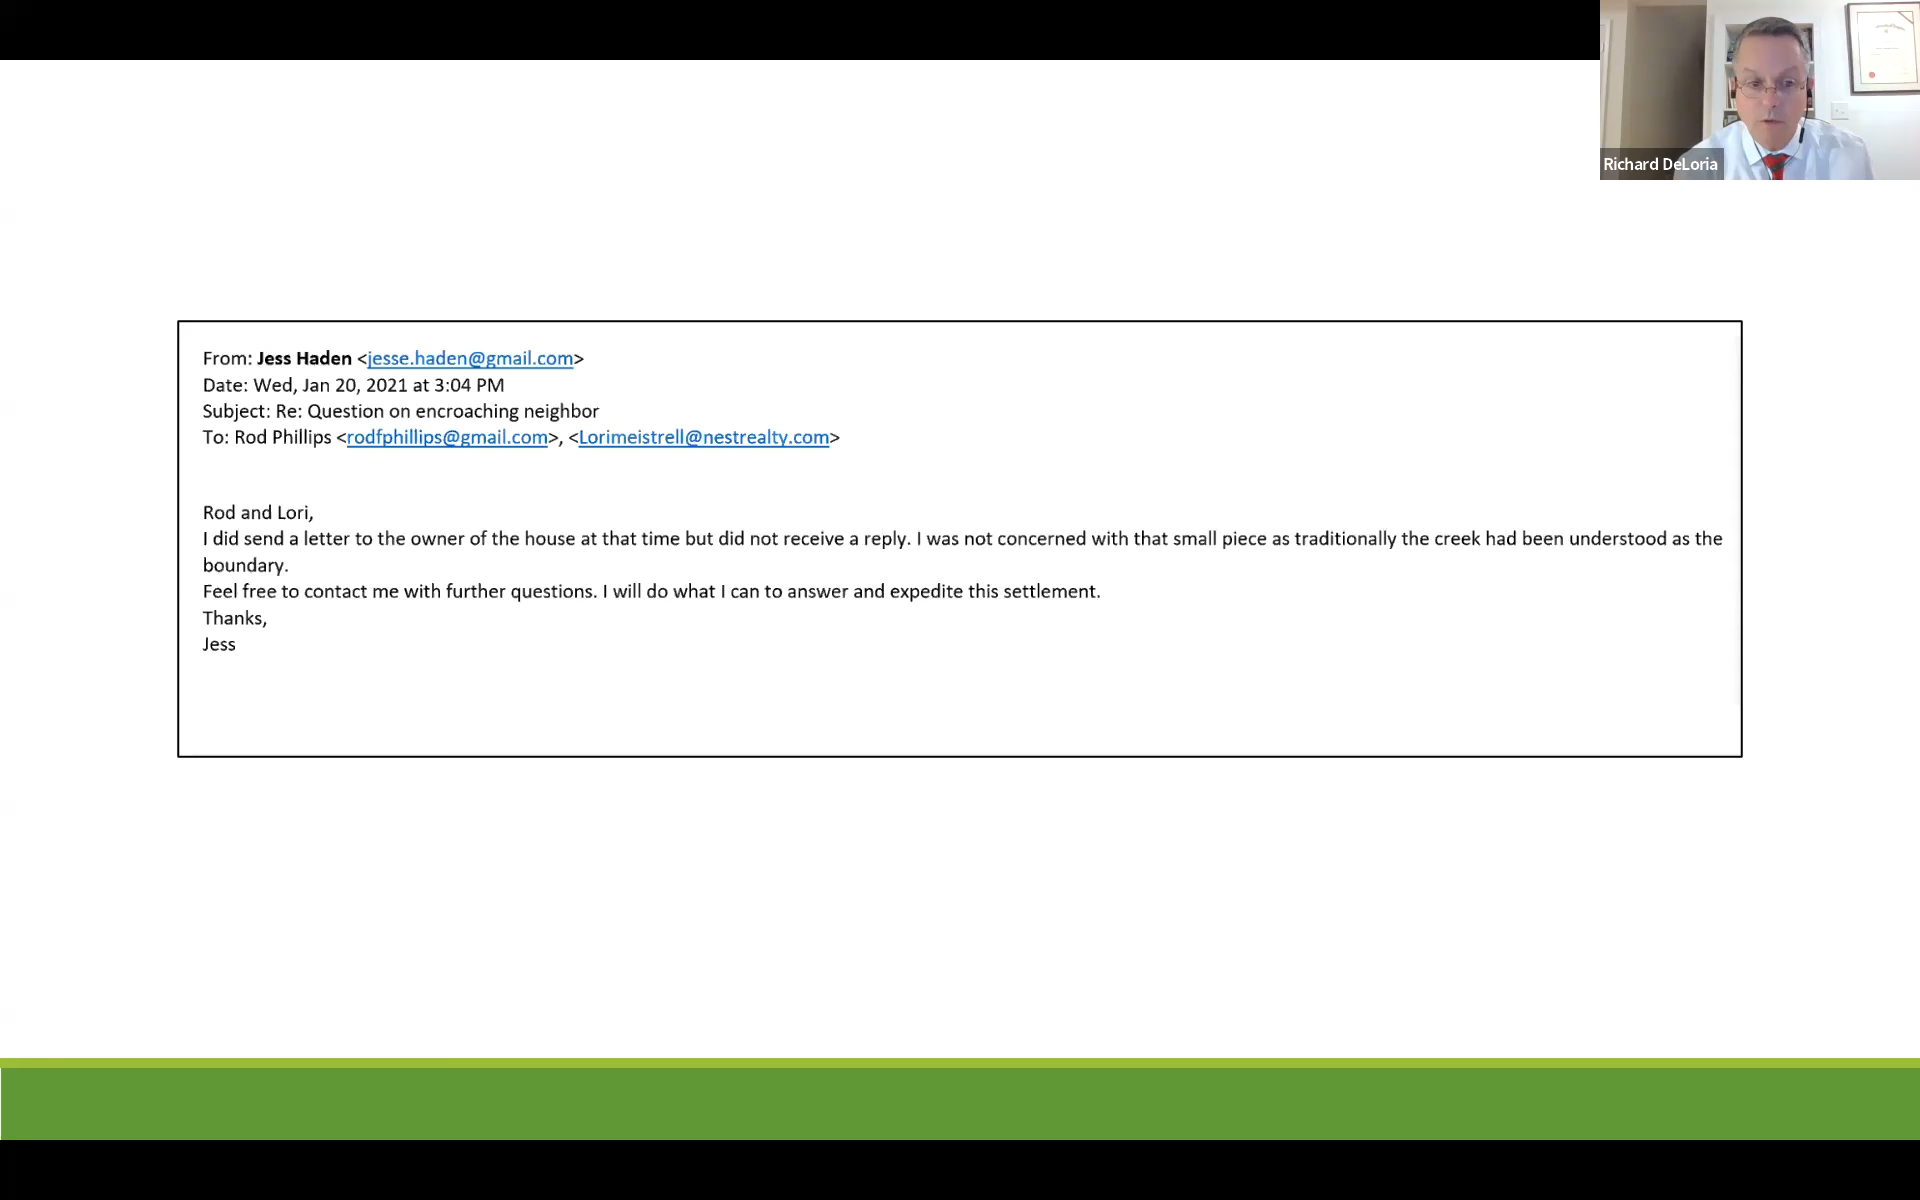 Richard DeLoria
From: Jess Haden <jesse.haden@gmail.com>
Date: Wed, Jan 20, 2021 at 3:04 PM
Subject: Re: Question on encroaching neighbor
To: Rod Phillips <rodfphillips@gmail.com>, <Lorimeistrell@nestrealty.com>
Rod and Lori,
I did send a letter to the owner of the house at that time but did not receive a reply. I was not concerned with that small piece as traditionally the creek had been understood as the
boundary.
Feel free to contact me with further questions. I will do what I can to answer and expedite this settlement.
Thanks,
Jess